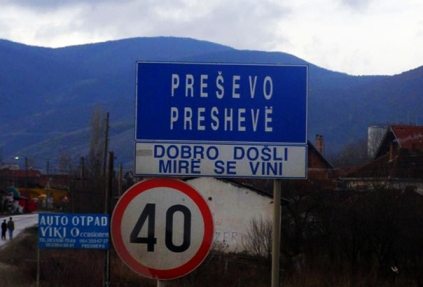 PREŠEVO
PRESHEVË
DOBRO DOŠLI
MIRË SE VINI
40
AUTO OTPAD
VIKI O